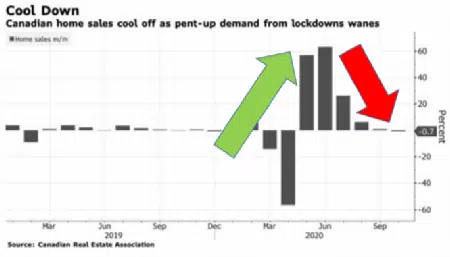 Cool Down
Canadian home sales cool off as pent-up demand from lockdowns wanes
Home sales m/m
60
40
20
0
-0.7
-20
-40
-60
Percent
Mar Jun Sep Dec Mar Jun Sep
2019 2020
Source: Canadian Real Estate Association